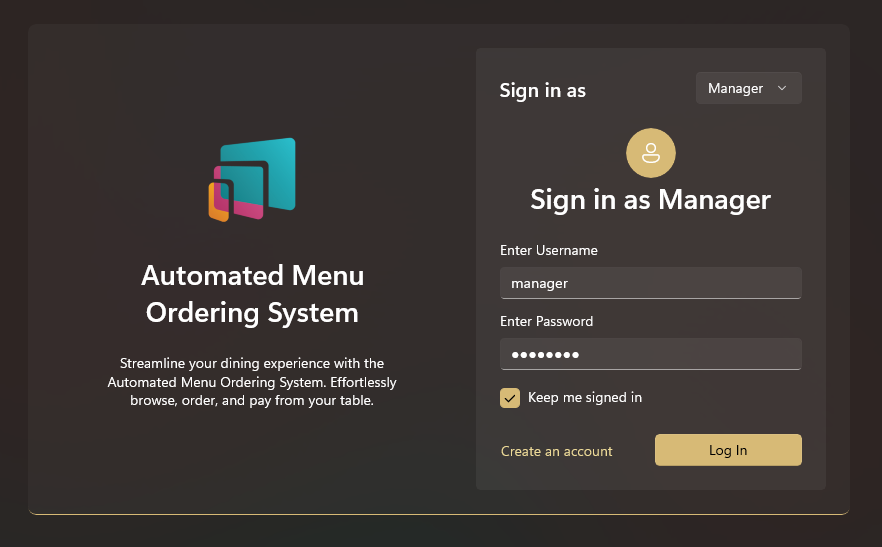 Automated Menu
Ordering System
Streamline your dining experience with the
Automated Menu Ordering System. Effortlessly
browse, order, and pay from your table.
Sign in as
Manager
Sign in as Manager
Enter Username
manager
Enter Password
●●●●●●●●
Keep me signed in
Create an account
Log In